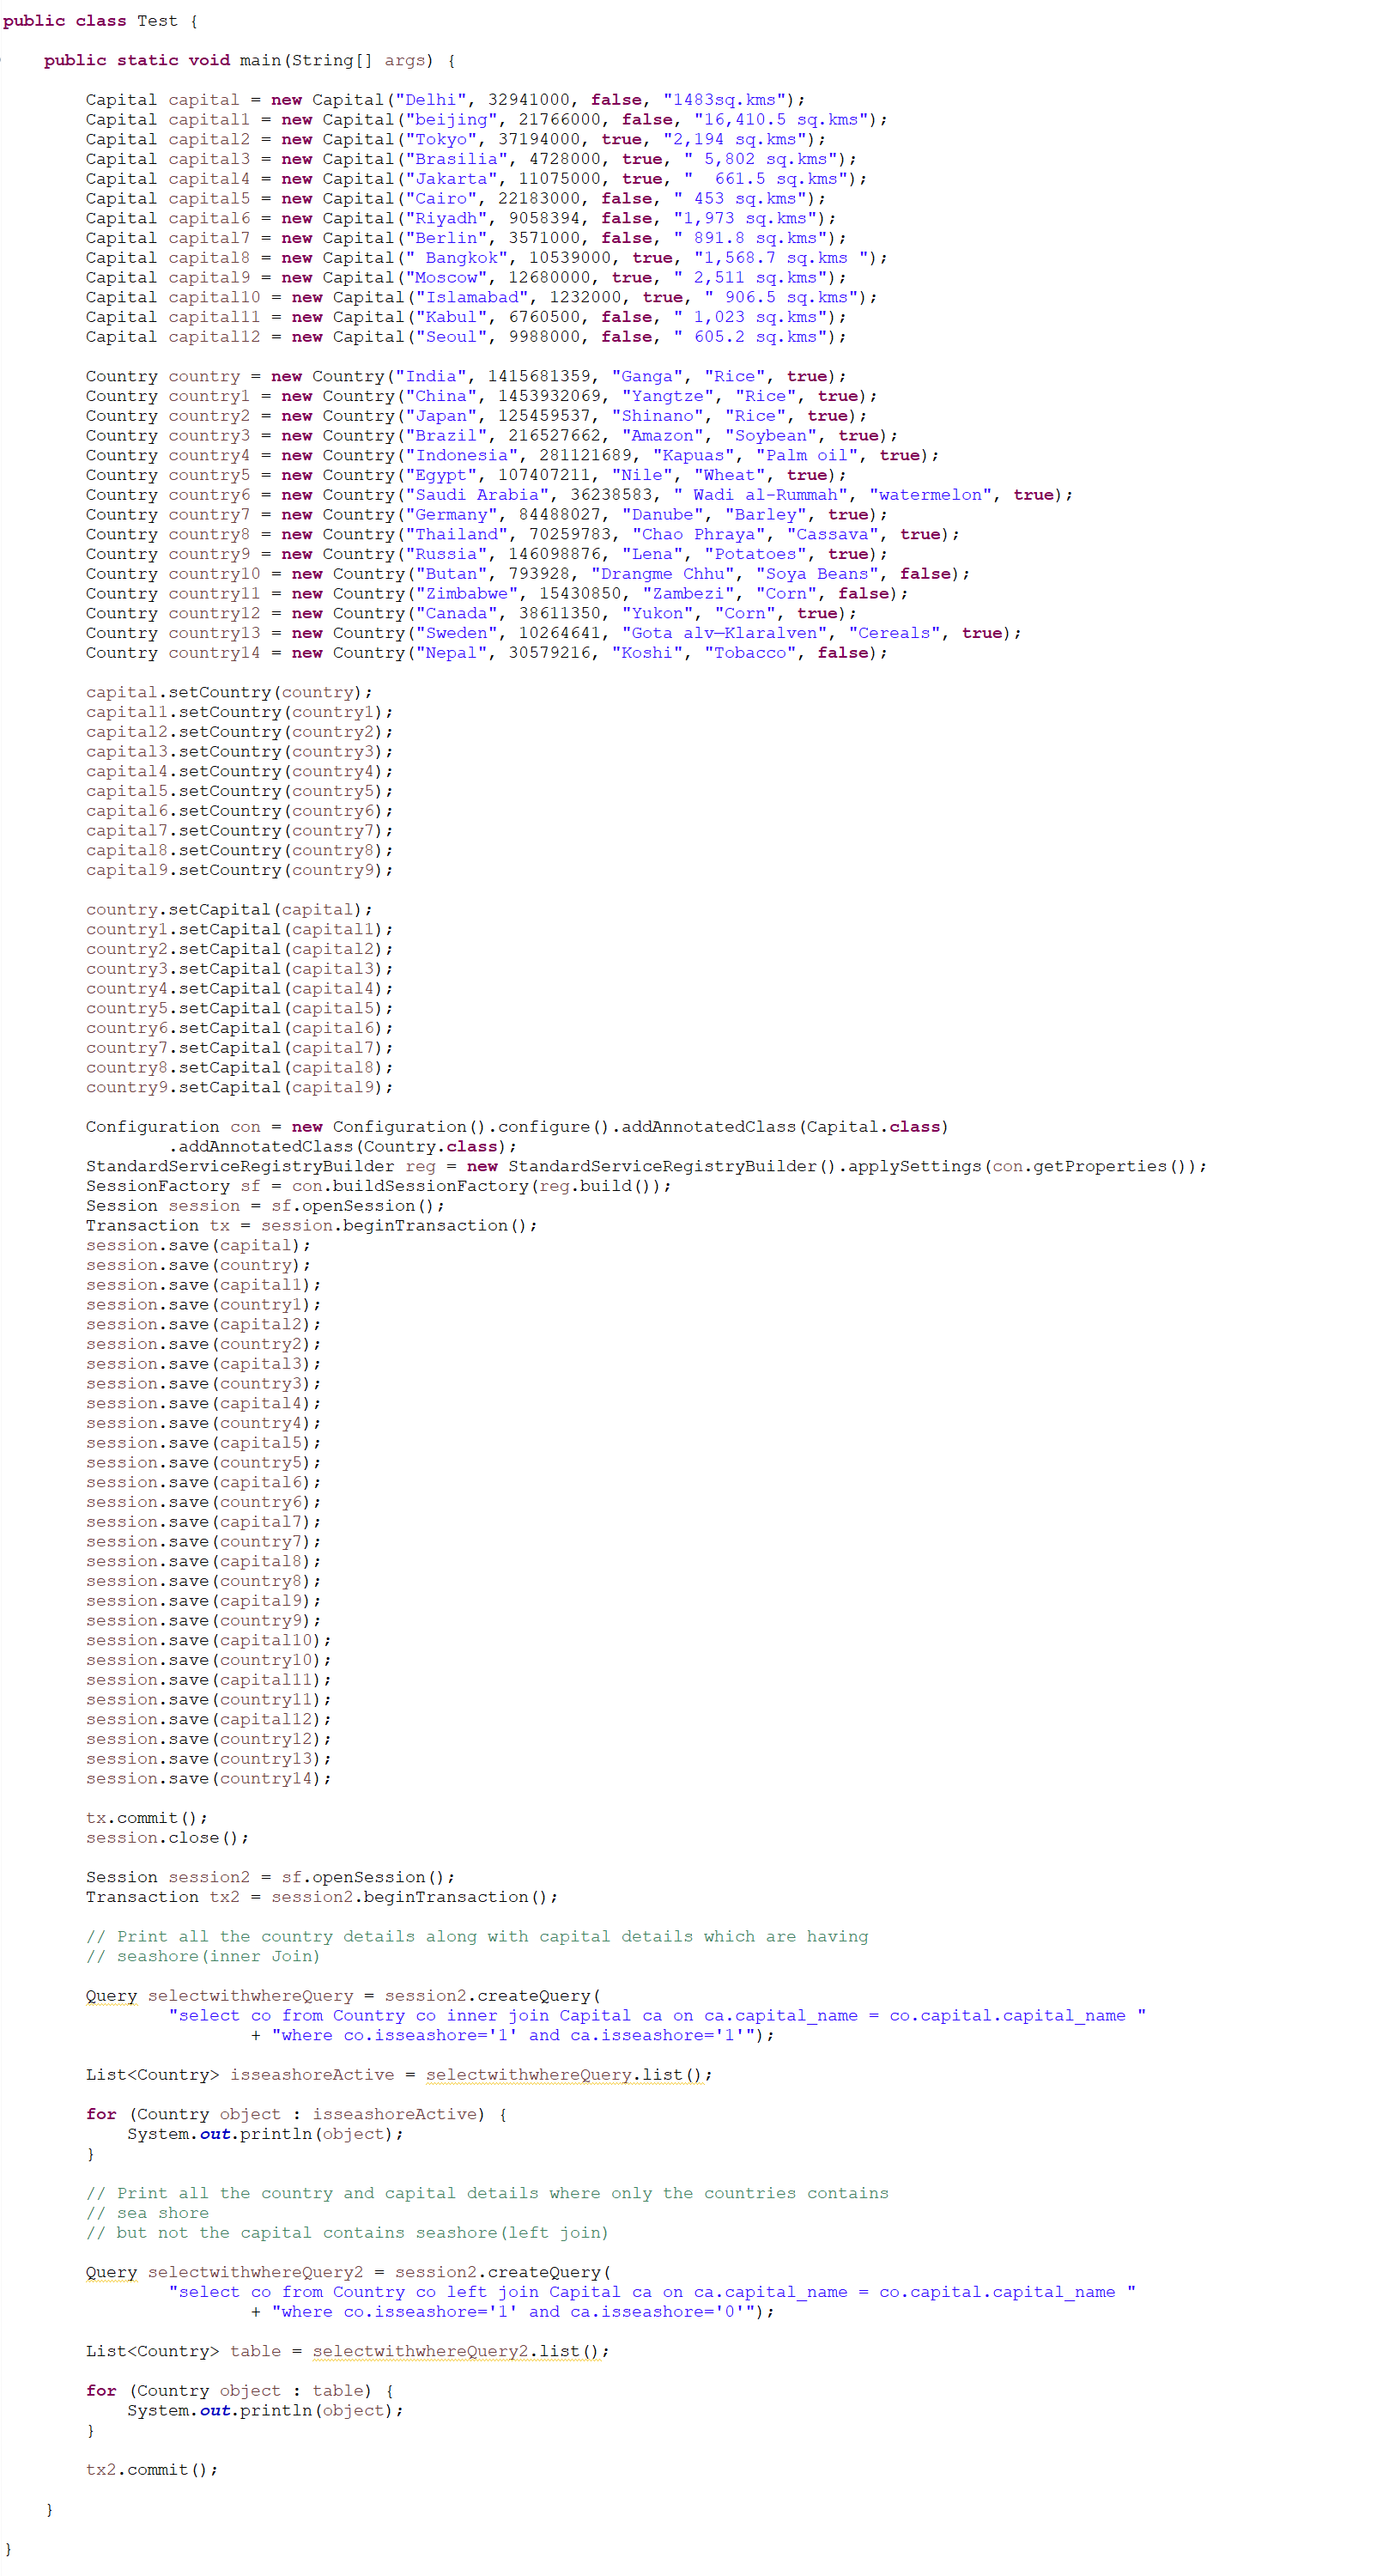 public class Test {
public static void main(String[] args) {
Capital capital = new Capital("Delhi", 32941000, false, "1483sq.kms");
Capital capital1 = new Capital("beijing", 21766000, false, "16,410.5 sq.kms");
Capital capital2 = new Capital("Tokyo", 37194000, true, "2,194 sq.kms");
Capital capital3 = new Capital("Brasilia", 4728000, true, " 5,802 sq.kms");
Capital capital4 = new Capital("Jakarta", 11075000, true, "  661.5 sq.kms");
Capital capital5 = new Capital("Cairo", 22183000, false, " 453 sq.kms");
Capital capital6 = new Capital("Riyadh", 9058394, false, "1,973 sq.kms");
Capital capital7 = new Capital("Berlin", 3571000, false, " 891.8 sq.kms");
Capital capital8 = new Capital(" Bangkok", 10539000, true, "1,568.7 sq.kms ");
Capital capital9 = new Capital("Moscow", 12680000, true, " 2,511 sq.kms");
Capital capital10 = new Capital("Islamabad", 1232000, true, " 906.5 sq.kms");
Capital capital11 = new Capital("Kabul", 6760500, false, " 1,023 sq.kms");
Capital capital12 = new Capital("Seoul", 9988000, false, " 605.2 sq.kms");
Country country = new Country("India", 1415681359, "Ganga", "Rice", true);
Country country1 = new Country("China", 1453932069, "Yangtze", "Rice", true);
Country country2 = new Country("Japan", 125459537, "Shinano", "Rice", true);
Country country3 = new Country("Brazil", 216527662, "Amazon", "Soybean", true);
Country country4 = new Country("Indonesia", 281121689, "Kapuas", "Palm oil", true);
Country country5 = new Country("Egypt", 107407211, "Nile", "Wheat", true);
Country country6 = new Country("Saudi Arabia", 36238583, " Wadi al-Rummah", "watermelon", true);
Country country7 = new Country("Germany", 84488027, "Danube", "Barley", true);
Country country8 = new Country("Thailand", 70259783, "Chao Phraya", "Cassava", true);
Country country9 = new Country("Russia", 146098876, "Lena", "Potatoes", true);
Country country10 = new Country("Butan", 793928, "Drangme Chhu", "Soya Beans", false);
Country country11 = new Country("Zimbabwe", 15430850, "Zambezi", "Corn", false);
Country country12 = new Country("Canada", 38611350, "Yukon", "Corn", true);
Country country13 = new Country("Sweden", 10264641, "Gota alv–Klaralven", "Cereals", true);
Country country14 = new Country("Nepal", 30579216, "Koshi", "Tobacco", false);
capital.setCountry(country);
capital1.setCountry(country1);
capital2.setCountry(country2);
capital3.setCountry(country3);
capital4.setCountry(country4);
capital5.setCountry(country5);
capital6.setCountry(country6);
capital7.setCountry(country7);
capital8.setCountry(country8);
capital9.setCountry(country9);
country.setCapital(capital);
country1.setCapital(capital1);
country2.setCapital(capital2);
country3.setCapital(capital3);
country4.setCapital(capital4);
country5.setCapital(capital5);
country6.setCapital(capital6);
country7.setCapital(capital7);
country8.setCapital(capital8);
country9.setCapital(capital9);
Configuration con = new Configuration().configure().addAnnotatedClass(Capital.class)
.addAnnotatedClass(Country.class);
StandardServiceRegistryBuilder reg = new StandardServiceRegistryBuilder().applySettings(con.getProperties());
SessionFactory sf = con.buildSessionFactory(reg.build());
Session session = sf.openSession();
Transaction tx = session.beginTransaction();
session.save(capital);
session.save(country);
session.save(capital1);
session.save(country1);
session.save(capital2);
session.save(country2);
session.save(capital3);
session.save(country3);
session.save(capital4);
session.save(country4);
session.save(capital5);
session.save(country5);
session.save(capital6);
session.save(country6);
session.save(capital7);
session.save(country7);
session.save(capital8);
session.save(country8);
session.save(capital9);
session.save(country9);
session.save(capital10);
session.save(country10);
session.save(capital11);
session.save(country11);
session.save(capital12);
session.save(country12);
session.save(country13);
session.save(country14);
tx.commit();
session.close();
Session session2 = sf.openSession();
Transaction tx2 = session2.beginTransaction();
// Print all the country details along with capital details which are having
// seashore(inner Join)
Query selectwithwhereQuery = session2.createQuery(
"select co from Country co inner join Capital ca on ca.capital_name = co.capital.capital_name "
+ "where co.isseashore='1' and ca.isseashore='1'");
List<Country> isseashoreActive = selectwithwhereQuery.list();
for (Country object : isseashoreActive) {
System.out.println(object);
}
// Print all the country and capital details where only the countries contains
// sea shore
// but not the capital contains seashore(left join)
Query selectwithwhereQuery2 = session2.createQuery(
"select co from Country co left join Capital ca on ca.capital_name = co.capital.capital_name "
+ "where co.isseashore='1' and ca.isseashore='0'");
List<Country> table = selectwithwhereQuery2.list();
for (Country object : table) {
System.out.println(object);
}
tx2.commit();
}
}